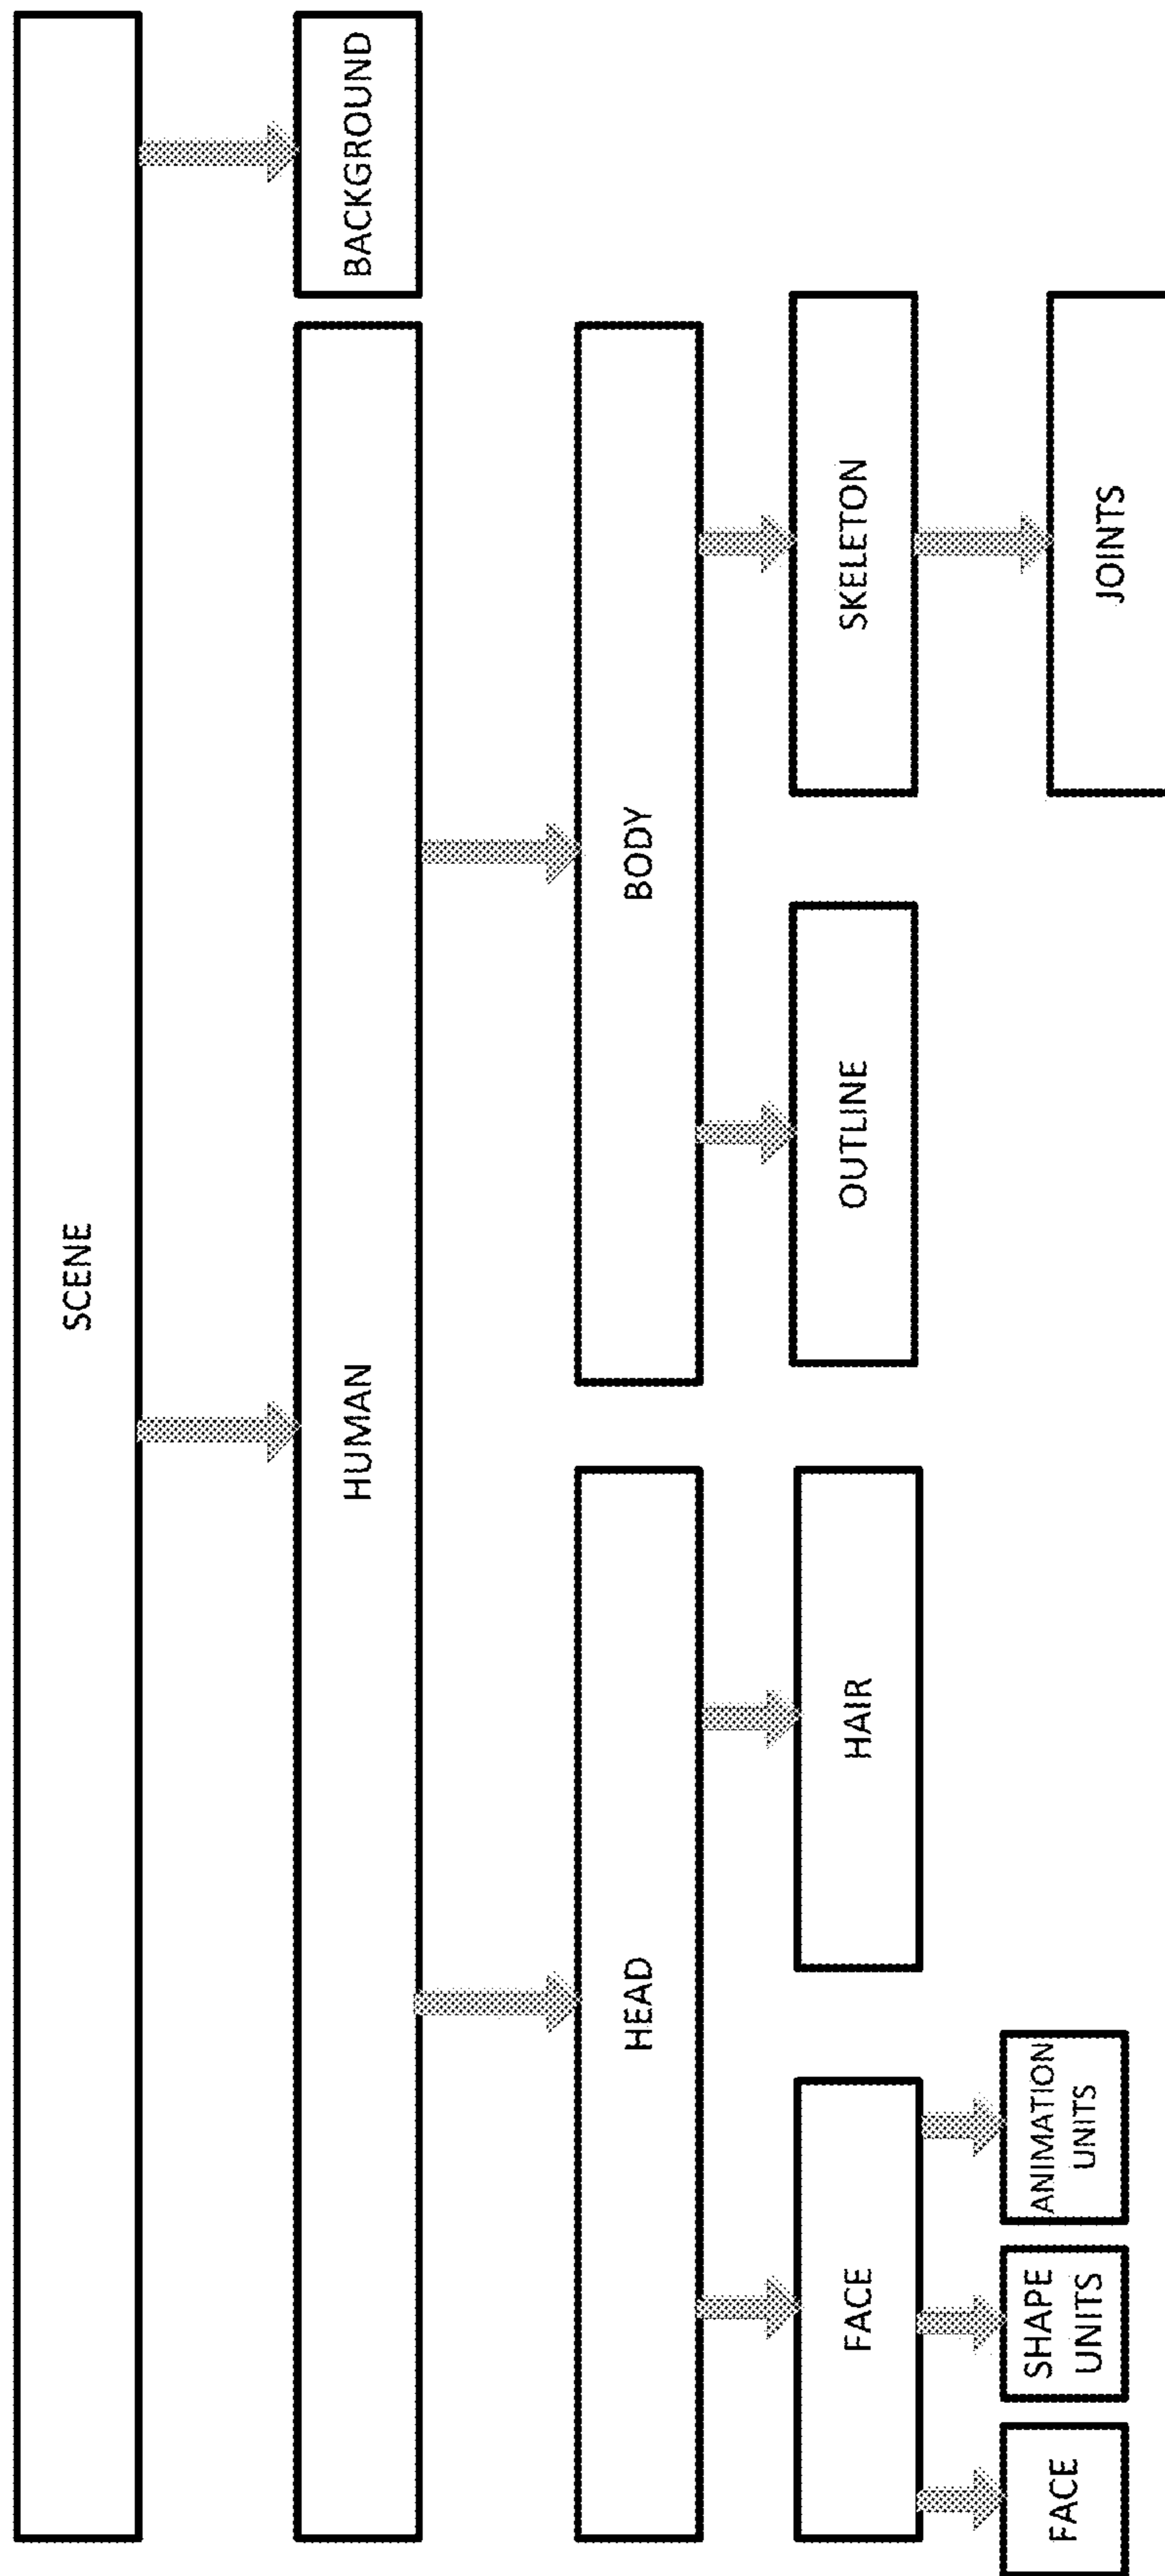 SCENE
HUMAN
BACKGROUND
HEAD
BODY
FACE
HAIR
OUTLINE
SKELETON
FACE
SHAPE
UNITS
ANIMATION
UNITS
JOINTS